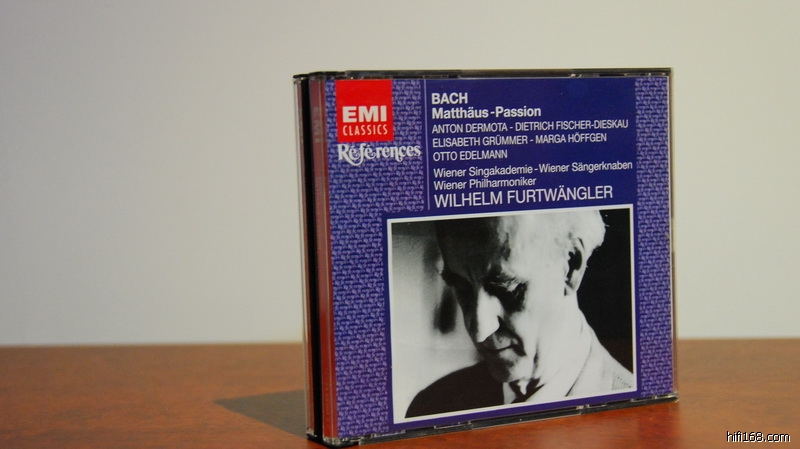 EMI
CLASSICS
Références
BACH
Matthäus-Passion
ANTON DERMOTA - DIETRICH FISCHER-DIESKAU
ELISABETH GRÜMMER - MARGA HÖFFGEN
OTTO EDELMANN
Wiener Singakademie - Wiener Sängerknaben
Wiener Philharmoniker
WILHELM FURTWÄNGLER
hifi168.com